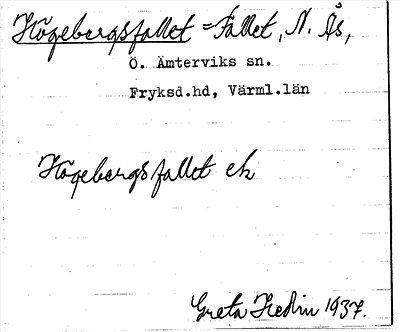 Högebergsfallet = Fallet, N. Ås,
Ö. Ämterviks sn.
Fryksd.hd, Värml.län
Högebergsfallet ek
Greta Hedin 1937.